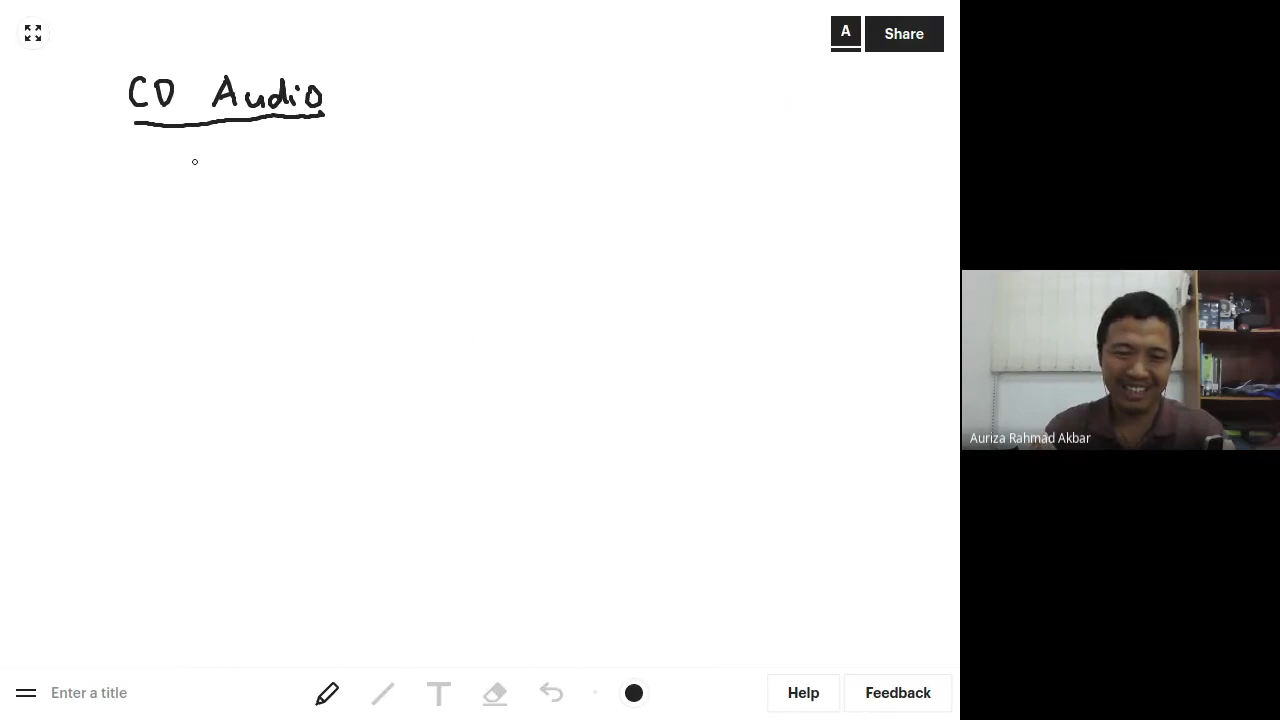 A Share
CD Audio
Auriza Rahmad Akbar
Enter a title
T
Help
Feedback